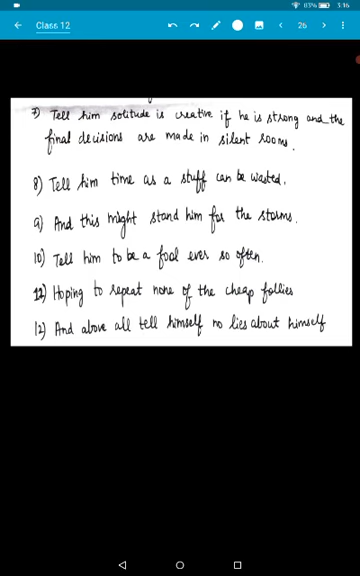 83% 3:16
Class 12
26
7) Tell him solitude is creative if he is strong and the
final decisions are made in silent rooms.
8) Tell him time as a stuff can be wasted.
9) And this might stand him for the storms.
10) Tell him to be a fool ever so often.
11) Hoping to repeat none of the cheap follies
12) And above all tell himself no lies about himself